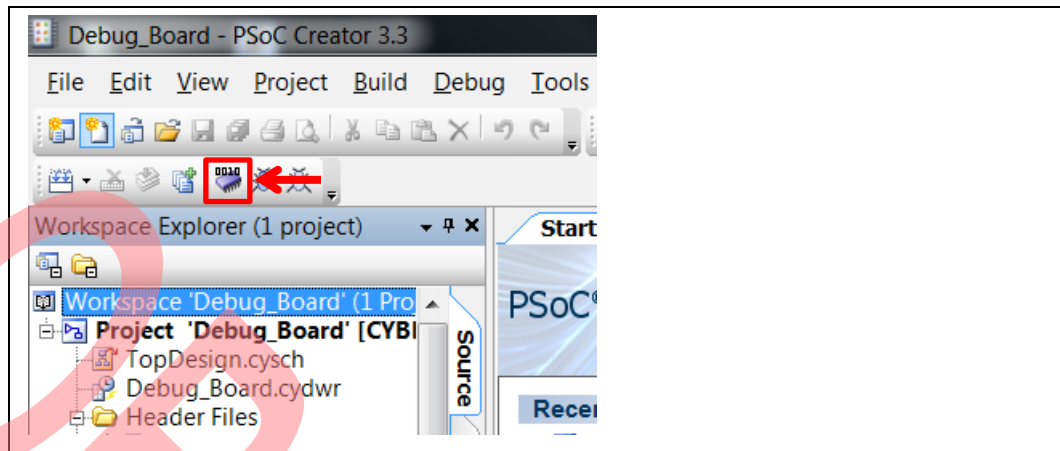 Debug_Board - PSoC Creator 3.3
File Edit View Project Build Debug Tools
0010
Workspace Explorer (1 project)
Start
Workspace 'Debug_Board' (1 Pro
PSoC®
Project 'Debug_Board' [CYBL
Source
TopDesign.cysch
Debug_Board.cydwr
Header Files
Recen